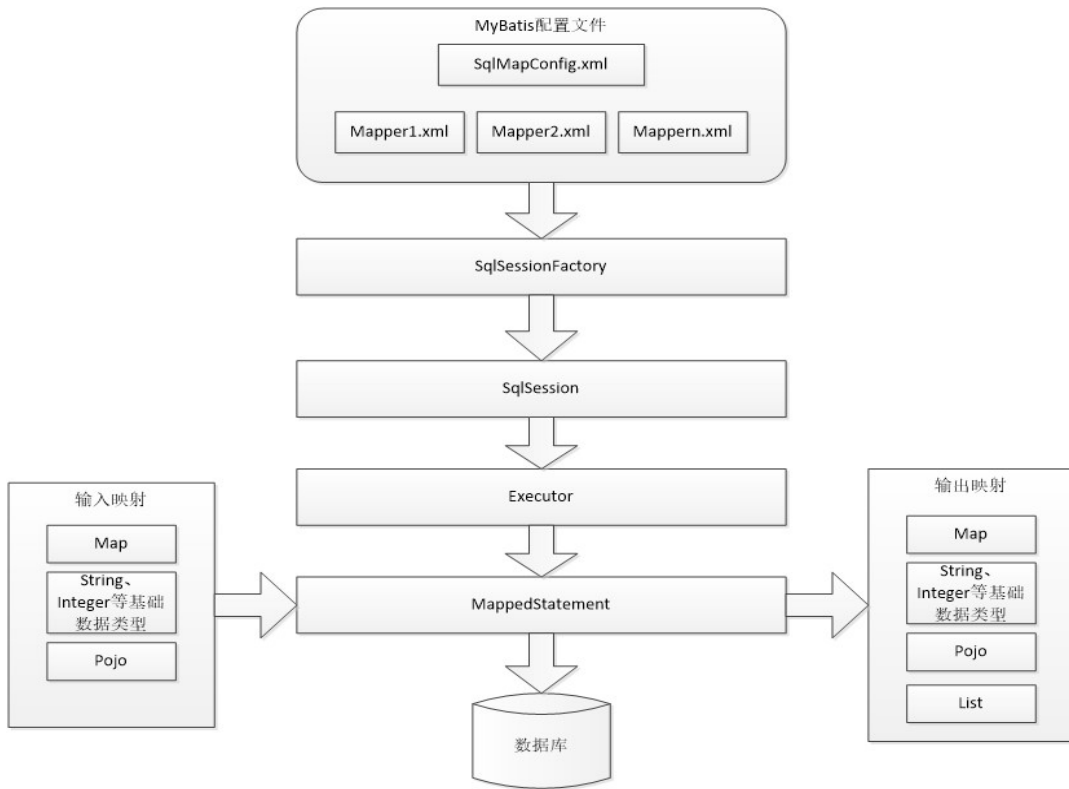 MyBatis配置文件
SqlMapConfig.xml
Mapper1.xml
Mapper2.xml
Mappern.xml
SqlSessionFactory
SqlSession
Executor
输入映射
Map
String、
Integer等基础
数据类型
Pojo
MappedStatement
输出映射
Map
String、
Integer等基础
数据类型
Pojo
List
数据库